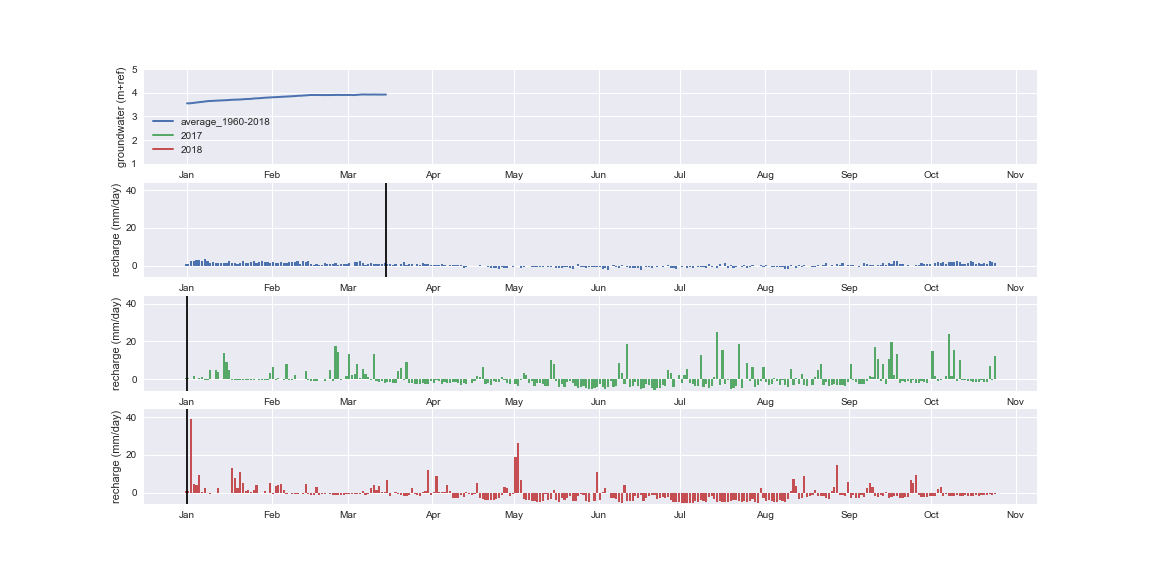 groundwater (m+ref)
5
4
3
2
1
average_1960-2018
2017
2018
Jan Feb Mar Apr May Jun Jul Aug Sep Oct Nov
recharge (mm/day)
40
20
0
Jan Feb Mar Apr May Jun Jul Aug Sep Oct Nov
recharge (mm/day)
40
20
0
Jan Feb Mar Apr May Jun Jul Aug Sep Oct Nov
recharge (mm/day)
40
20
0
Jan Feb Mar Apr May Jun Jul Aug Sep Oct Nov